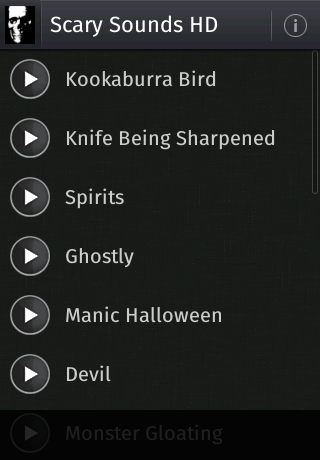 Scary Sounds HD
Kookaburra Bird
Knife Being Sharpened
Spirits
Ghostly
Manic Halloween
Devil
Monster Gloating